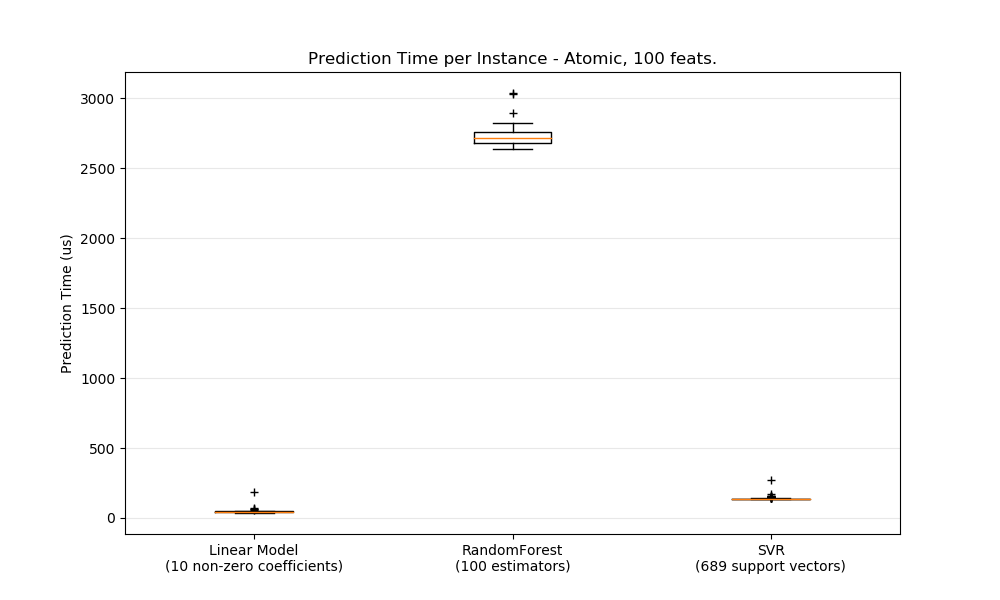 Prediction Time per Instance - Atomic, 100 feats.
Prediction Time (us)
3000
2500
2000
1500
1000
500
0
Linear Model
(10 non-zero coefficients)
RandomForest
(100 estimators)
SVR
(689 support vectors)